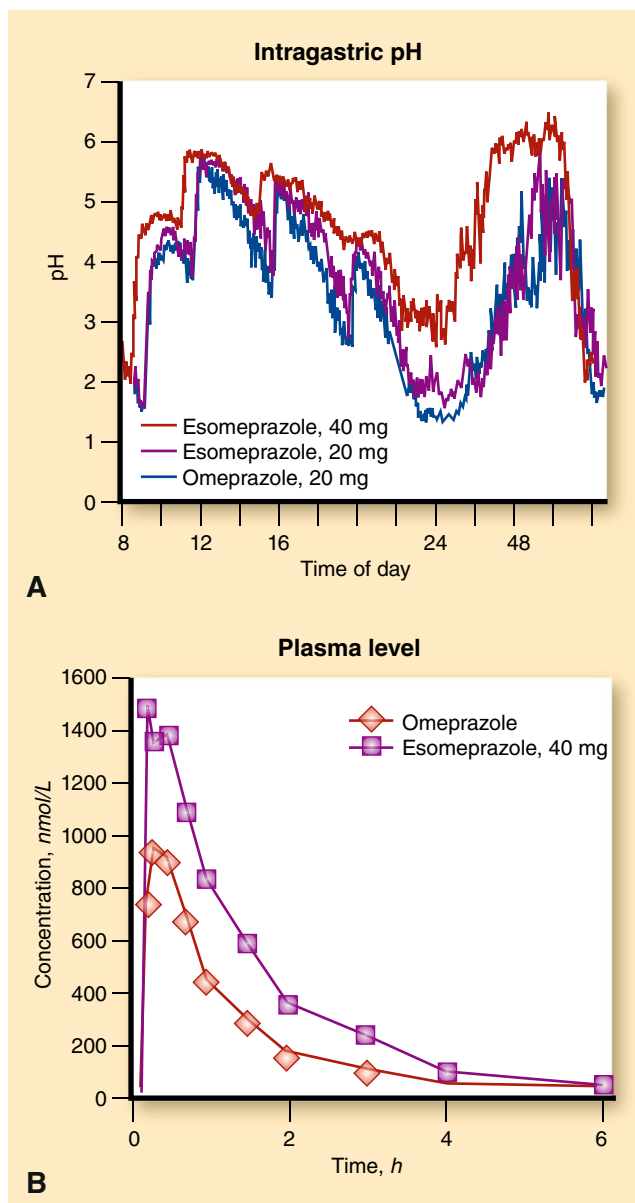 Intragastric pH
7
6
5
4
3
2
1
0
pH
Esomeprazole, 40 mg
Esomeprazole, 20 mg
Omeprazole, 20 mg
8 12 16 24 48
Time of day
A
Plasma level
1600
1400
1200
1000
800
600
400
200
0
Concentration, nmol/L
Omeprazole
Esomeprazole, 40 mg
0 2 4 6
Time, h
B